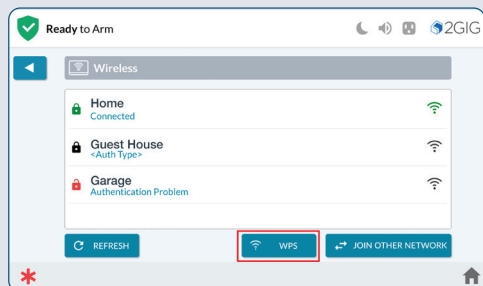 Ready to Arm
2GIG
Wireless
Home
Connected
Guest House
<Auth Type>
Garage
Authentication Problem
REFRESH
WPS
JOIN OTHER NETWORK